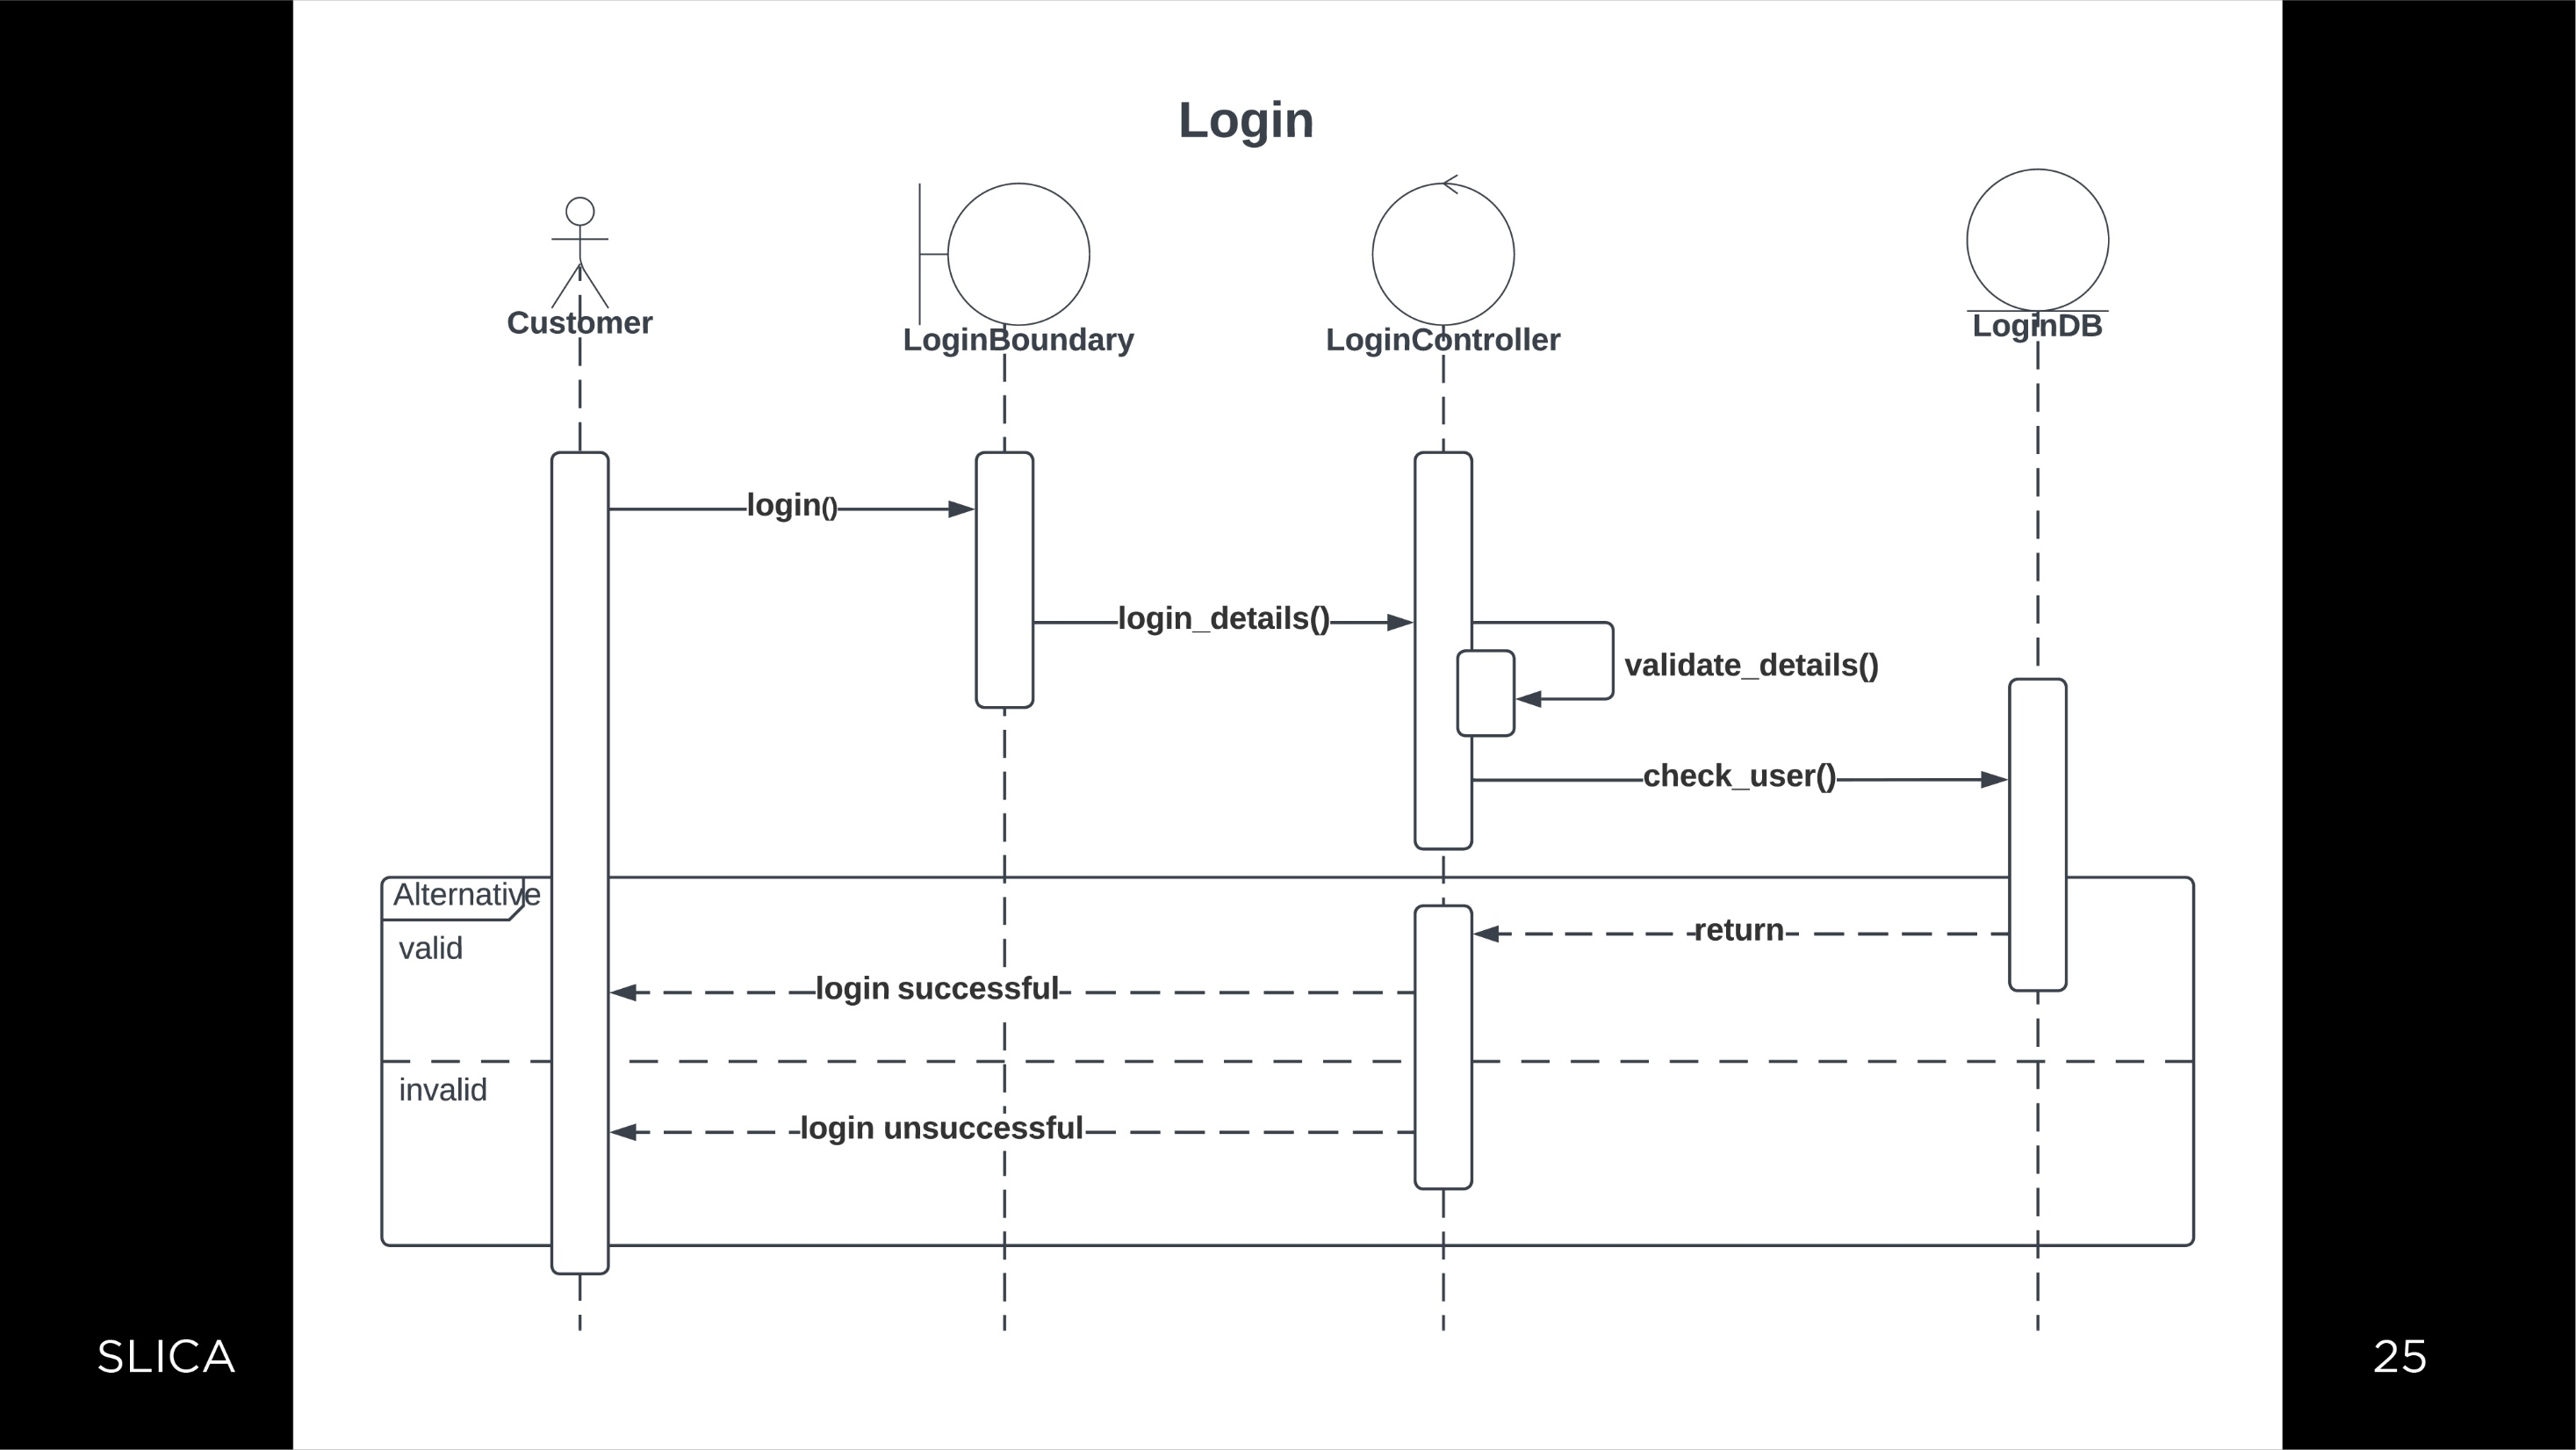 Login
Customer
LoginBoundary
LoginController
LoginDB
login()
login_details()
validate_details()
check_user()
Alternative
return
valid
login successful
invalid
login unsuccessful
SLICA
25